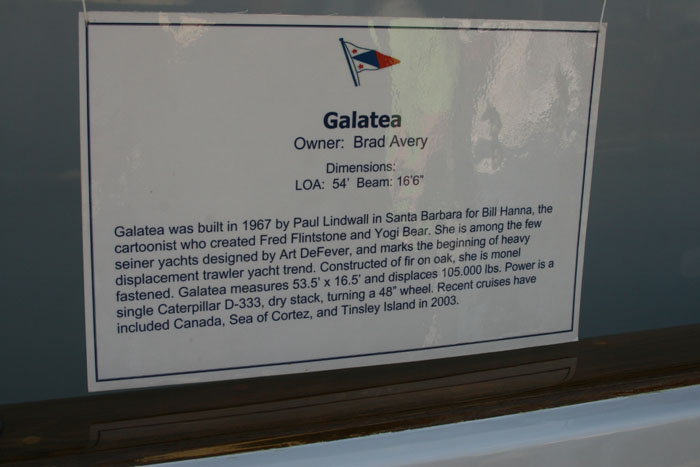 Galatea
Owner: Brad Avery
Dimensions:
LOA: 54' Beam: 16'6"
Galatea was built in 1967 by Paul Lindwall in Santa Barbara for Bill Hanna, the
cartoonist who created Fred Flintstone and Yogi Bear. She is among the few
seiner yachts designed by Art DeFever, and marks the beginning of heavy
displacement trawler yacht trend. Constructed of fir on oak, she is monel
fastened. Galatea measures 53.5' x 16.5' and displaces 105.000 lbs. Power is a
single Caterpillar D-333, dry stack, turning a 48" wheel. Recent cruises have
included Canada, Sea of Cortez, and Tinsley Island in 2003.